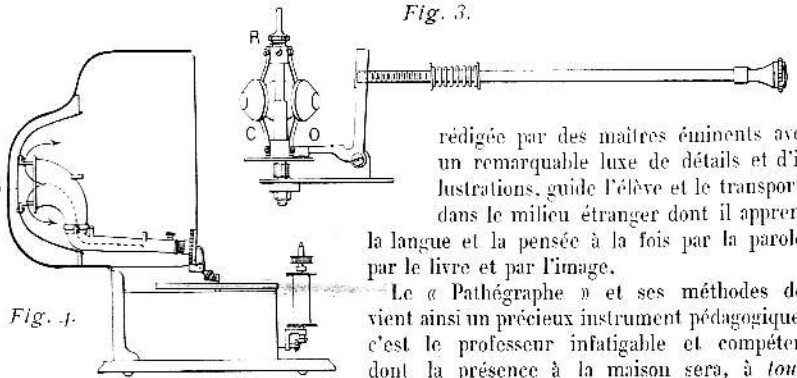 Fig. 3.
R
C O
rédigée par des maîtres éminents ave
un remarquable luxe de détails et d'i
lustrations, guide l'élève et le transpor
dans le milieu étranger dont il appren
la langue et la pensée à la fois par la parole
par le livre et par l'image.
Le « Pathégraphe » et ses méthodes de
vient ainsi un précieux instrument pédagogique
c'est le professeur infatigable et compéten
dont la présence à la maison sera, à tou
Fig. 4.